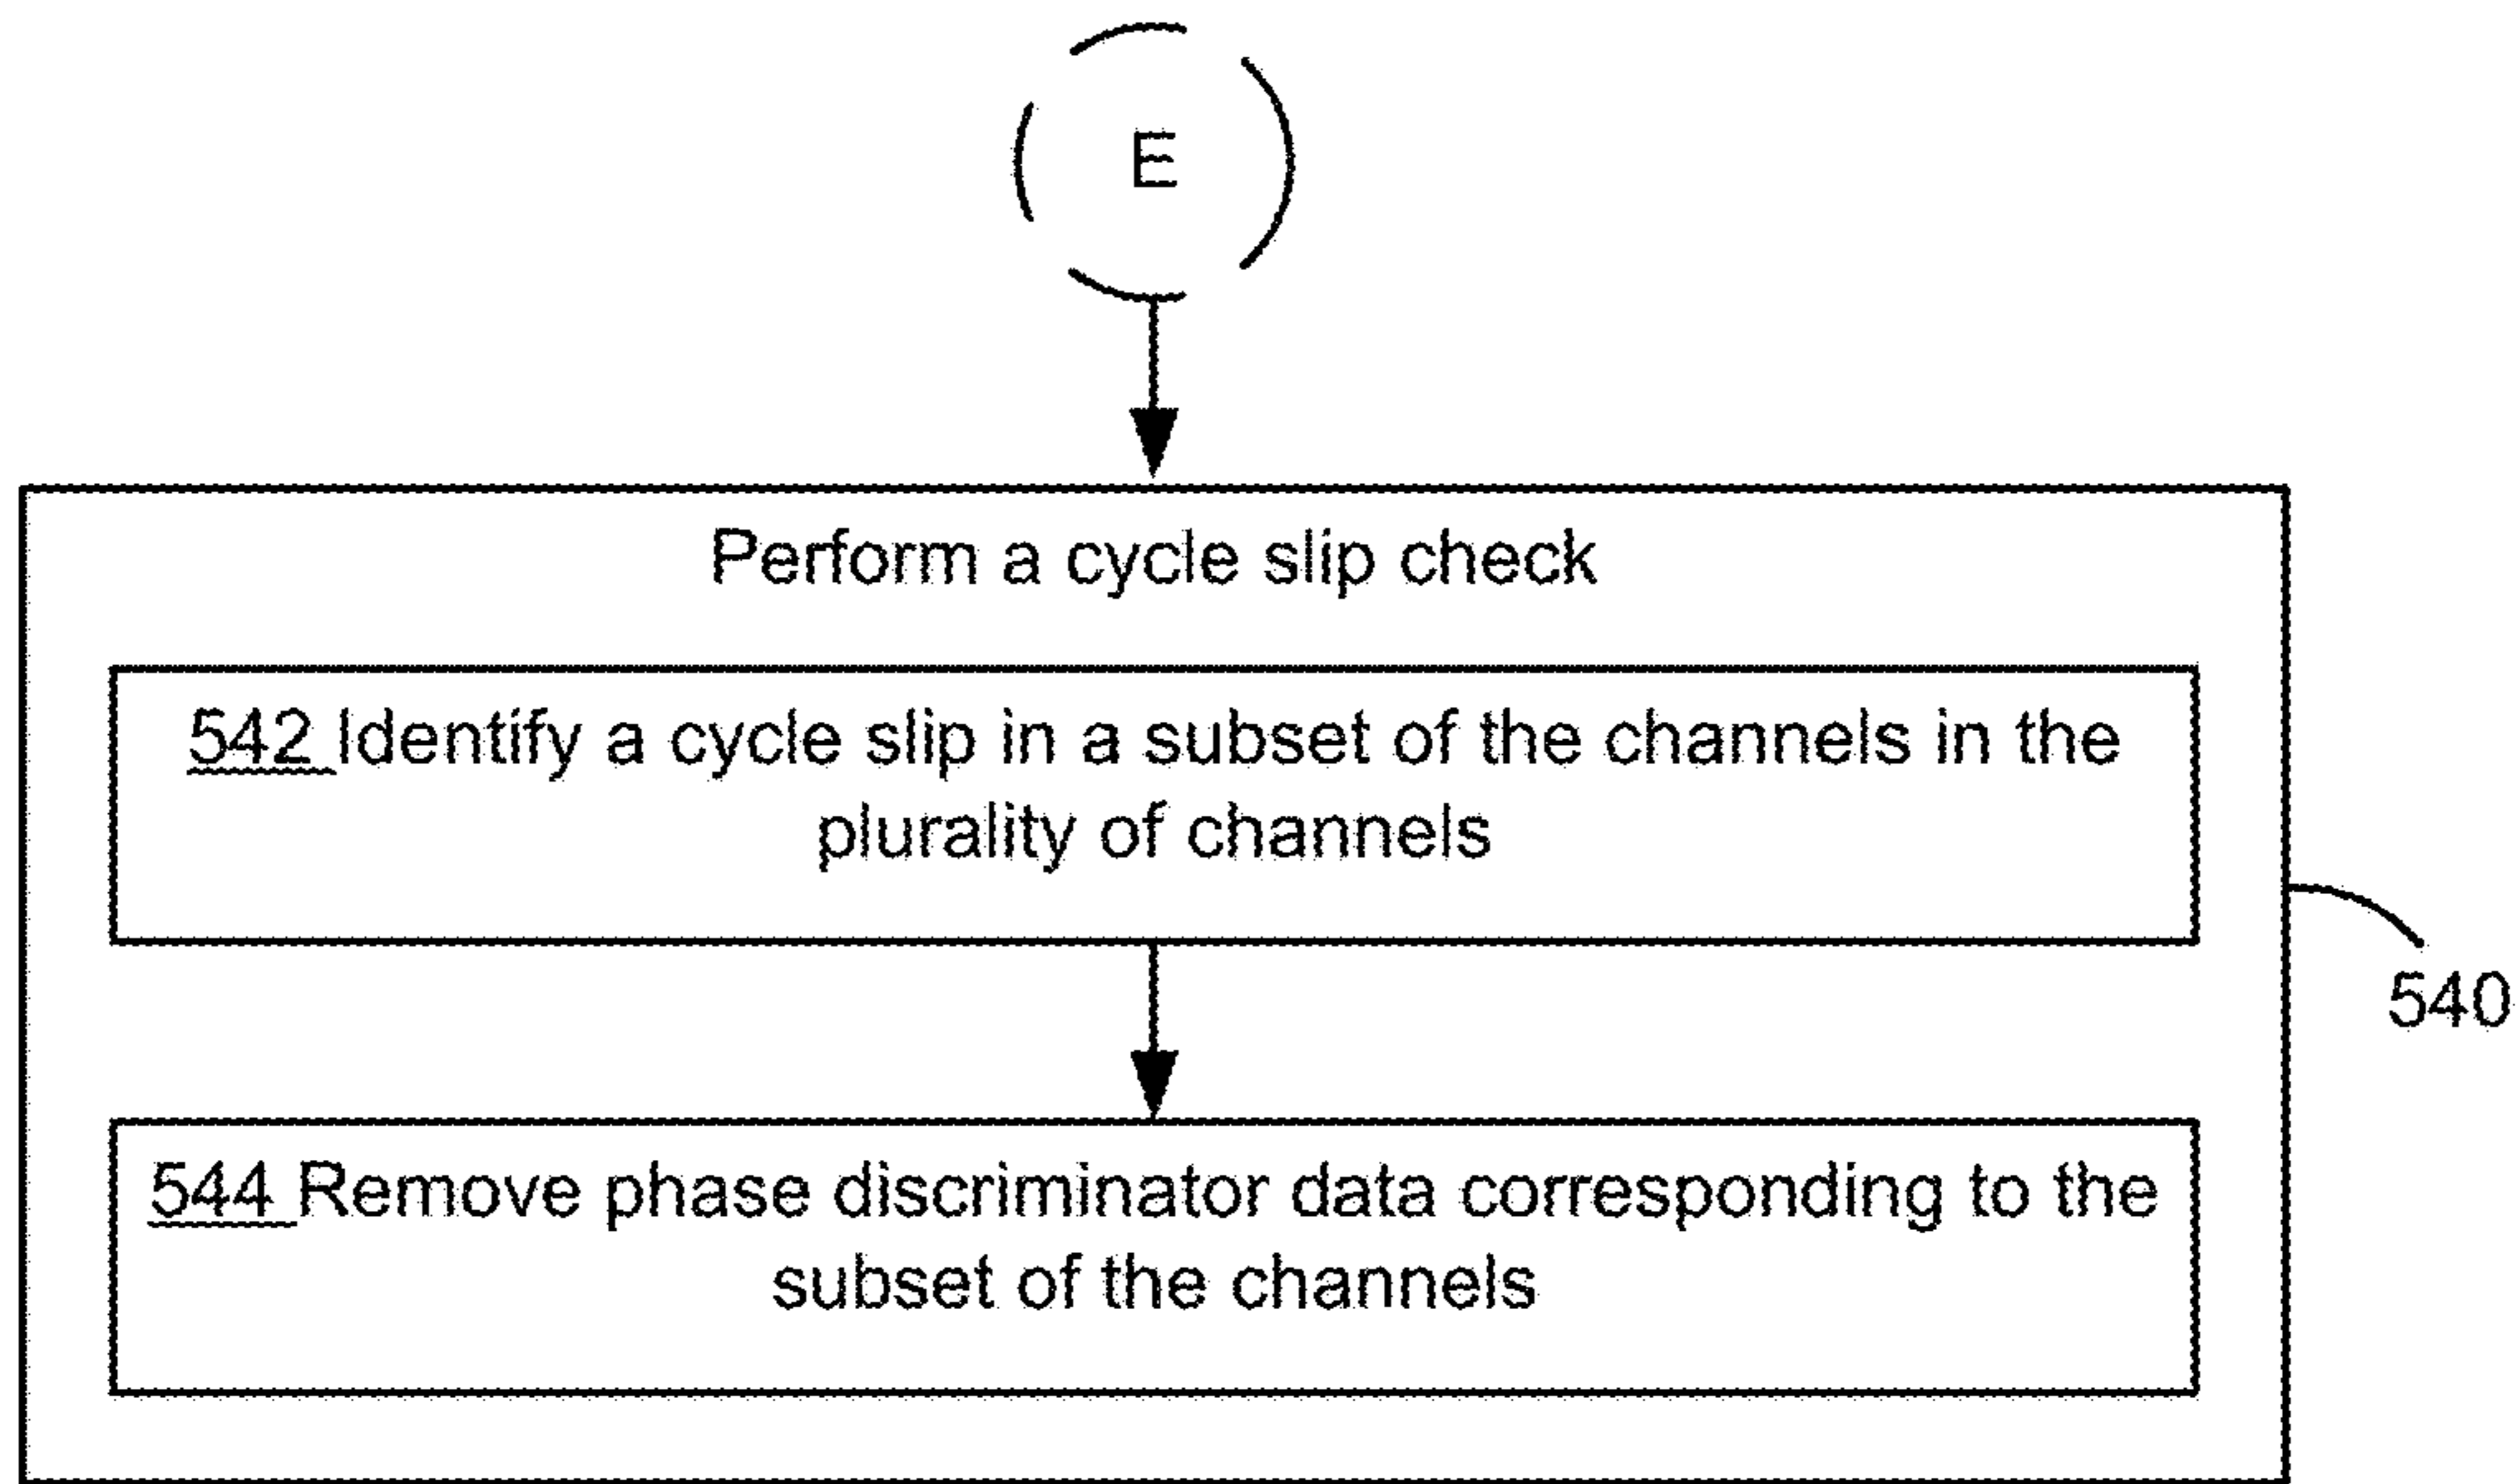 E
Perform a cycle slip check
542 Identify a cycle slip in a subset of the channels in the
plurality of channels
540
544 Remove phase discriminator data corresponding to the
subset of the channels